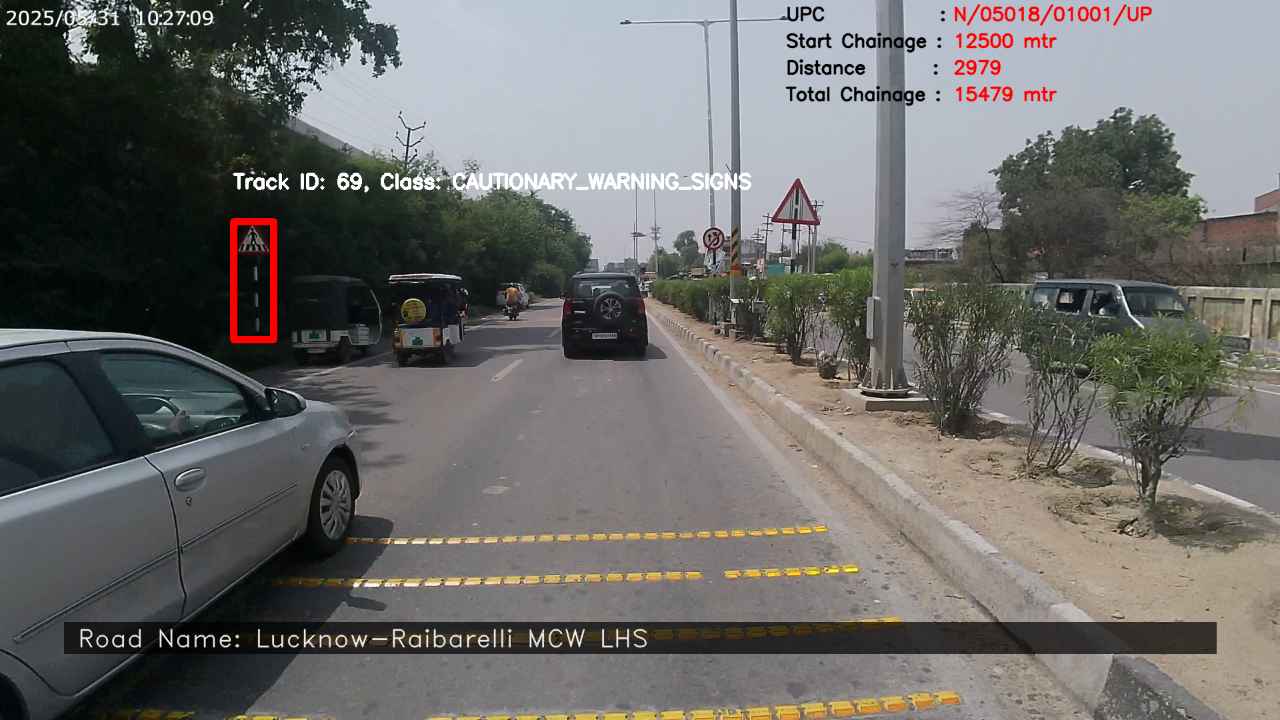 2025/05/31 10:27:09
UPC : N/05018/01001/UP
Start Chainage : 12500 mtr
Distance : 2979
Total Chainage : 15479 mtr
Track ID: 69, Class: CAUTIONARY_WARNING_SIGNS
Road Name: Lucknow-Raibarelli MCW LHS